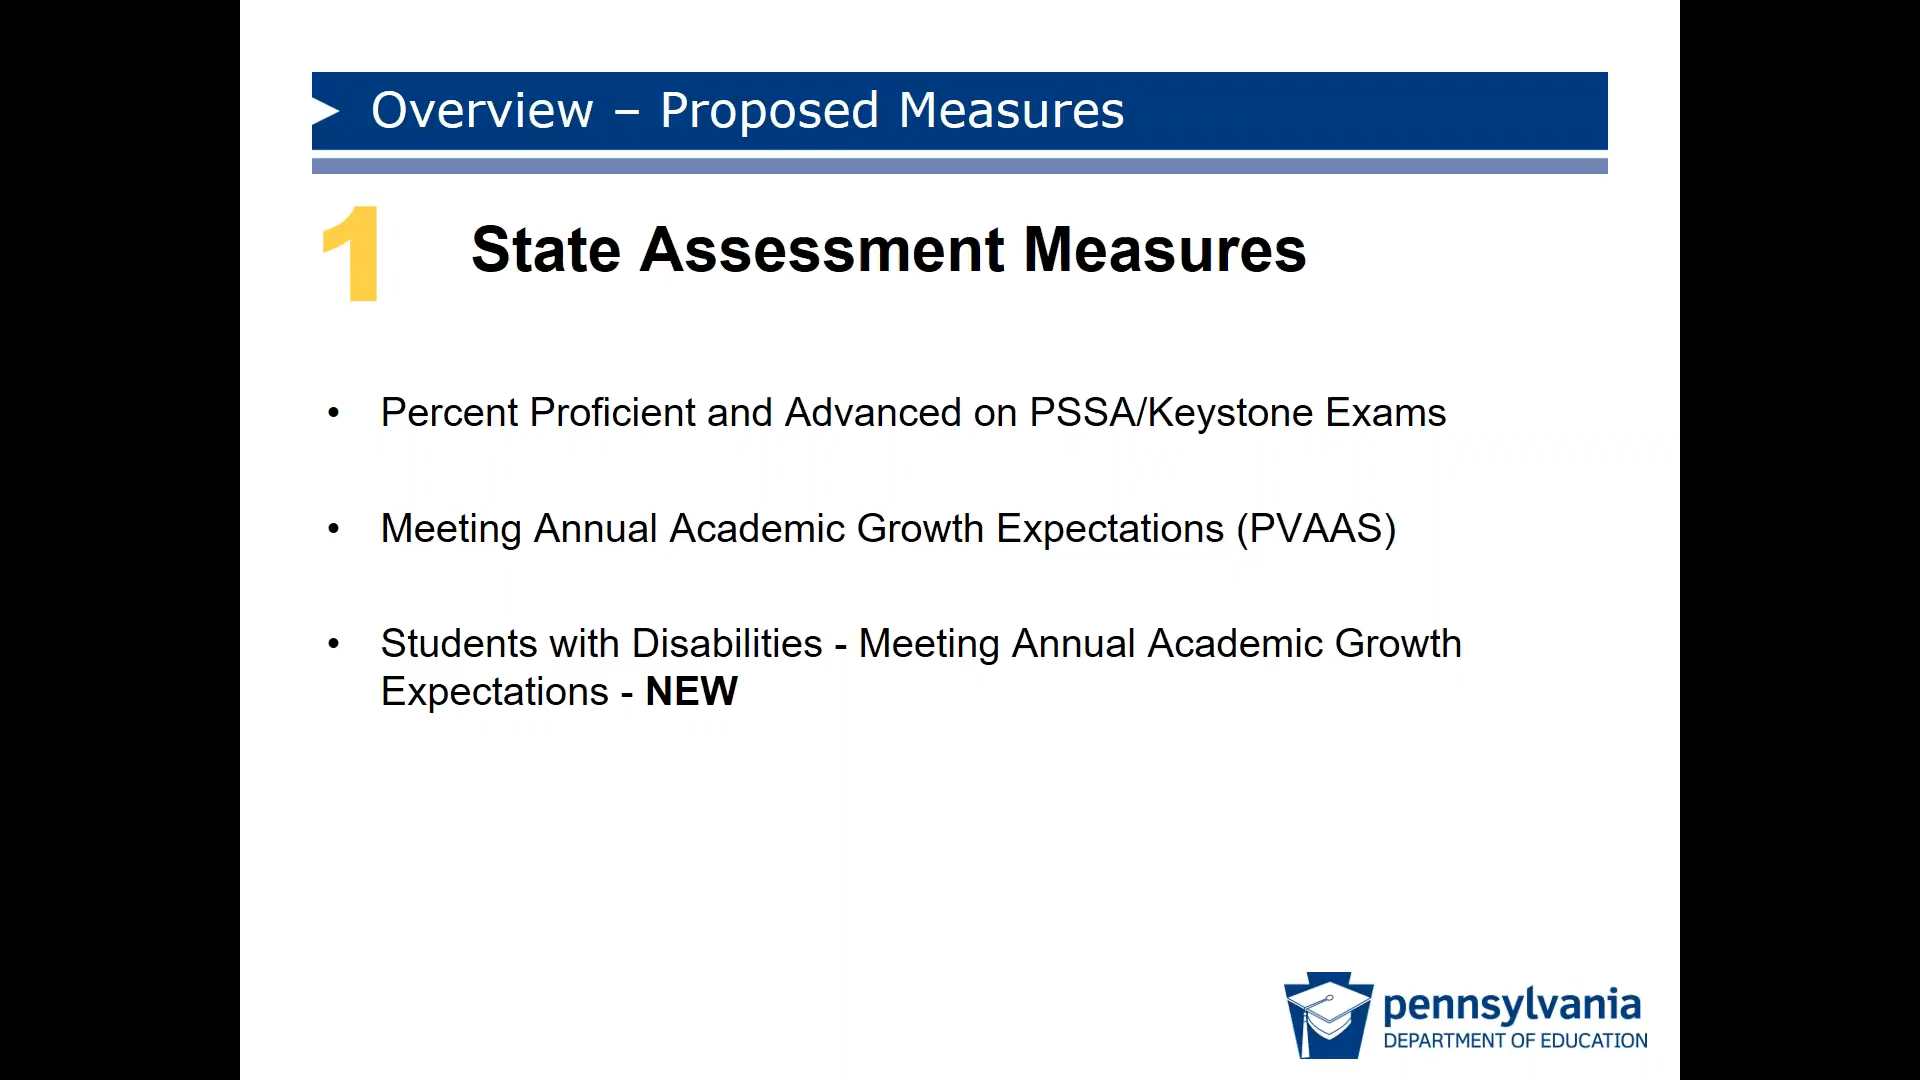 Overview – Proposed Measures
1
State Assessment Measures
• Percent Proficient and Advanced on PSSA/Keystone Exams
• Meeting Annual Academic Growth Expectations (PVAAS)
• Students with Disabilities - Meeting Annual Academic Growth
Expectations - NEW
pennsylvania
DEPARTMENT OF EDUCATION